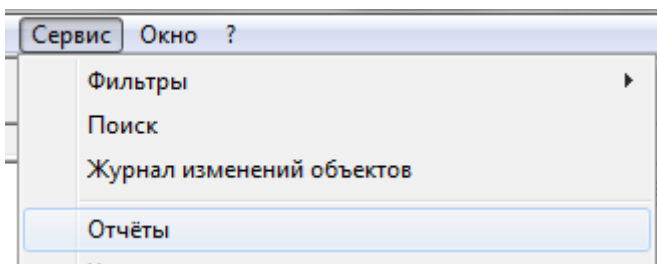 Сервис Окно ?
Фильтры
Поиск
Журнал изменений объектов
Отчёты